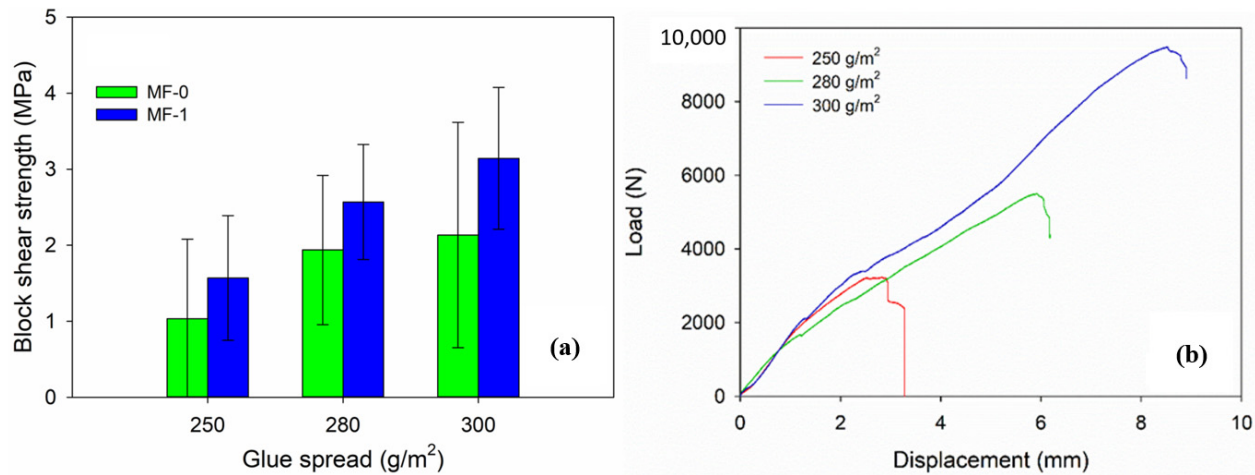 5
4
3
2
1
0
Block shear strength (MPa)
MF-0
MF-1
(a)
250
280
300
Glue spread (g/m²)
10,000
8000
6000
4000
2000
0
Load (N)
250 g/m²
280 g/m²
300 g/m²
(b)
0
2
4
6
8
10
Displacement (mm)